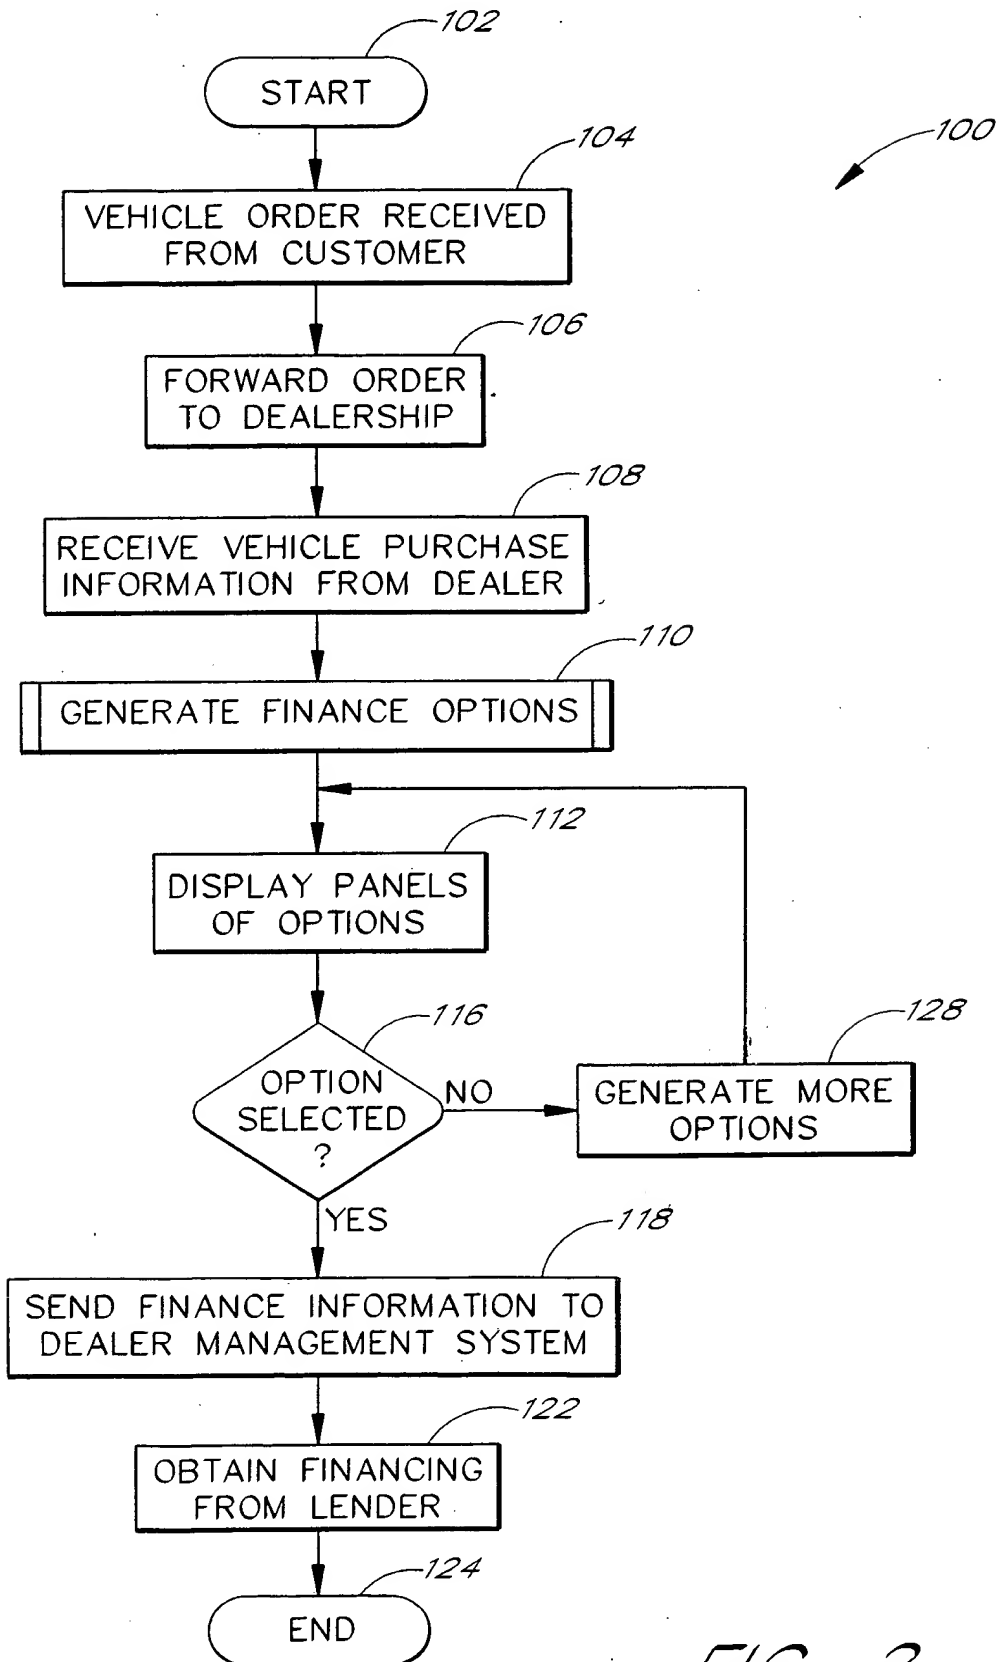 102
START
100
104
VEHICLE ORDER RECEIVED
FROM CUSTOMER
106
FORWARD ORDER
TO DEALERSHIP
108
RECEIVE VEHICLE PURCHASE
INFORMATION FROM DEALER
110
GENERATE FINANCE OPTIONS
112
DISPLAY PANELS
OF OPTIONS
116
OPTION
SELECTED
?
NO
128
GENERATE MORE
OPTIONS
YES
118
SEND FINANCE INFORMATION TO
DEALER MANAGEMENT SYSTEM
122
OBTAIN FINANCING
FROM LENDER
124
END